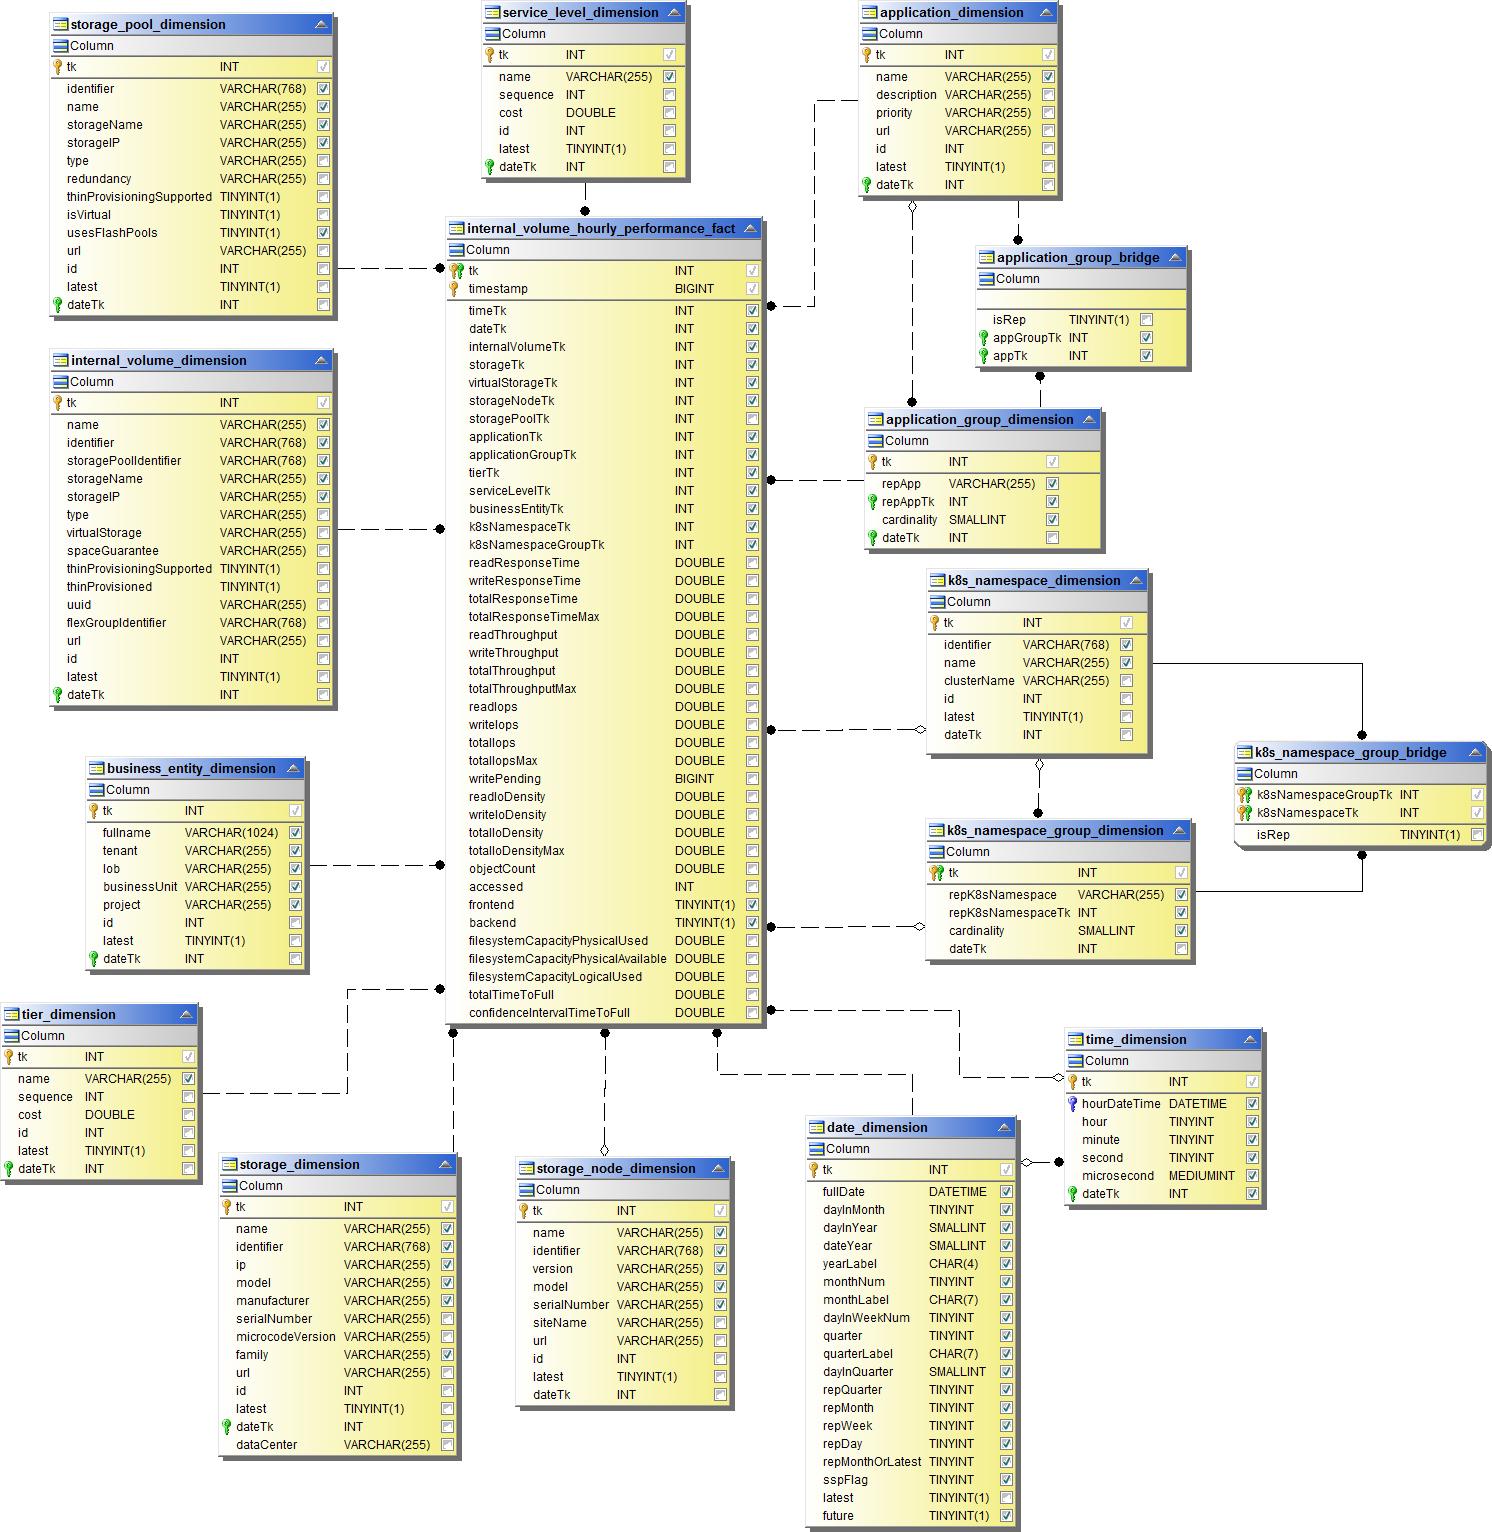 storage_pool_dimension
Column
tk INT
identifier VARCHAR(768)
name VARCHAR(255)
storageName VARCHAR(255)
storageIP VARCHAR(255)
type VARCHAR(255)
redundancy VARCHAR(255)
thinProvisioningSupported TINYINT(1)
isVirtual TINYINT(1)
usesFlashPools TINYINT(1)
url VARCHAR(255)
id INT
latest TINYINT(1)
dateTk INT
service_level_dimension
Column
tk INT
name VARCHAR(255)
sequence INT
cost DOUBLE
id INT
latest TINYINT(1)
dateTk INT
application_dimension
Column
tk INT
name VARCHAR(255)
description VARCHAR(255)
priority VARCHAR(255)
url VARCHAR(255)
id INT
latest TINYINT(1)
dateTk INT
internal_volume_hourly_performance_fact
Column
tk INT
timestamp BIGINT
timeTk INT
dateTk INT
internalVolumeTk INT
storageTk INT
virtualStorageTk INT
storageNodeTk INT
storagePoolTk INT
applicationTk INT
applicationGroupTk INT
tierTk INT
serviceLevelTk INT
businessEntityTk INT
k8sNamespaceTk INT
k8sNamespaceGroupTk INT
readResponseTime DOUBLE
writeResponseTime DOUBLE
totalResponseTime DOUBLE
totalResponseTimeMax DOUBLE
readThroughput DOUBLE
writeThroughput DOUBLE
totalThroughput DOUBLE
totalThroughputMax DOUBLE
readIops DOUBLE
writeIops DOUBLE
totalIops DOUBLE
totalIopsMax DOUBLE
writePending BIGINT
readIoDensity DOUBLE
writeIoDensity DOUBLE
totalIoDensity DOUBLE
totalIoDensityMax DOUBLE
objectCount DOUBLE
accessed INT
frontend TINYINT(1)
backend TINYINT(1)
filesystemCapacityPhysicalUsed DOUBLE
filesystemCapacityPhysicalAvailable DOUBLE
filesystemCapacityLogicalUsed DOUBLE
totalTimeToFull DOUBLE
confidenceIntervalTimeToFull DOUBLE
application_group_bridge
Column
isRep TINYINT(1)
appGroupTk INT
appTk INT
internal_volume_dimension
Column
tk INT
name VARCHAR(255)
identifier VARCHAR(768)
storagePoolIdentifier VARCHAR(768)
storageName VARCHAR(255)
storageIP VARCHAR(255)
type VARCHAR(255)
virtualStorage VARCHAR(255)
spaceGuarantee VARCHAR(255)
thinProvisioningSupported TINYINT(1)
thinProvisioned TINYINT(1)
uuid VARCHAR(255)
flexGroupIdentifier VARCHAR(768)
url VARCHAR(255)
id INT
latest TINYINT(1)
dateTk INT
application_group_dimension
Column
tk INT
repApp VARCHAR(255)
repAppTk INT
cardinality SMALLINT
dateTk INT
k8s_namespace_dimension
Column
tk INT
identifier VARCHAR(768)
name VARCHAR(255)
clusterName VARCHAR(255)
id INT
latest TINYINT(1)
dateTk INT
k8s_namespace_group_bridge
Column
k8sNamespaceGroupTk INT
k8sNamespaceTk INT
isRep TINYINT(1)
business_entity_dimension
Column
tk INT
fullname VARCHAR(1024)
tenant VARCHAR(255)
lob VARCHAR(255)
businessUnit VARCHAR(255)
project VARCHAR(255)
id INT
latest TINYINT(1)
dateTk INT
k8s_namespace_group_dimension
Column
tk INT
repK8sNamespace VARCHAR(255)
repK8sNamespaceTk INT
cardinality SMALLINT
dateTk INT
tier_dimension
Column
tk INT
name VARCHAR(255)
sequence INT
cost DOUBLE
id INT
latest TINYINT(1)
dateTk INT
time_dimension
Column
tk INT
hourDateTime DATETIME
hour TINYINT
minute TINYINT
second TINYINT
microsecond MEDIUMINT
dateTk INT
storage_dimension
Column
tk INT
name VARCHAR(255)
identifier VARCHAR(768)
ip VARCHAR(255)
model VARCHAR(255)
manufacturer VARCHAR(255)
serialNumber VARCHAR(255)
microcodeVersion VARCHAR(255)
family VARCHAR(255)
url VARCHAR(255)
id INT
latest TINYINT(1)
dateTk INT
dataCenter VARCHAR(255)
storage_node_dimension
Column
tk INT
name VARCHAR(255)
identifier VARCHAR(768)
version VARCHAR(255)
model VARCHAR(255)
serialNumber VARCHAR(255)
siteName VARCHAR(255)
url VARCHAR(255)
id INT
latest TINYINT(1)
dateTk INT
date_dimension
Column
tk INT
fullDate DATETIME
dayInMonth TINYINT
dayInYear SMALLINT
dateYear SMALLINT
yearLabel CHAR(4)
monthNum TINYINT
monthLabel CHAR(7)
dayInWeekNum TINYINT
quarter TINYINT
quarterLabel CHAR(7)
dayInQuarter SMALLINT
repQuarter TINYINT
repMonth TINYINT
repWeek TINYINT
repDay TINYINT
repMonthOrLatest TINYINT
sspFlag TINYINT
latest TINYINT(1)
future TINYINT(1)